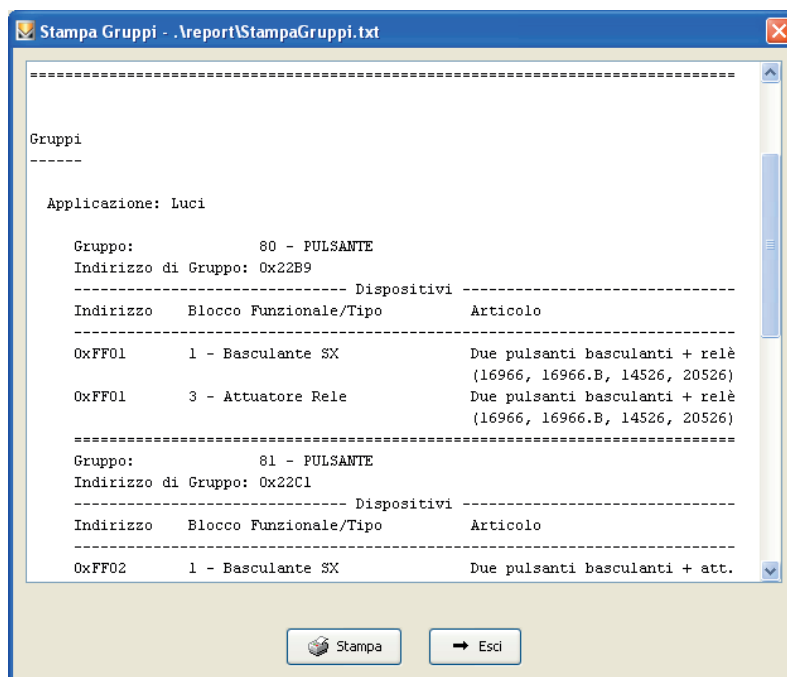 Stampa Gruppi - .\report\StampaGruppi.txt
================================================================================
Gruppi
------
Applicazione: Luci
Gruppo: 80 - PULSANTE
Indirizzo di Gruppo: 0x22B9
------------------------------- Dispositivi -------------------------------
Indirizzo Blocco Funzionale/Tipo Articolo
---------------------------------------------------------------------------
0xFF01 1 - Basculante SX Due pulsanti basculanti + relè
(16966, 16966.B, 14526, 20526)
0xFF01 3 - Attuatore Rele Due pulsanti basculanti + relè
(16966, 16966.B, 14526, 20526)
===========================================================================
Gruppo: 81 - PULSANTE
Indirizzo di Gruppo: 0x22C1
------------------------------- Dispositivi -------------------------------
Indirizzo Blocco Funzionale/Tipo Articolo
---------------------------------------------------------------------------
0xFF02 1 - Basculante SX Due pulsanti basculanti + att.
Stampa Esci